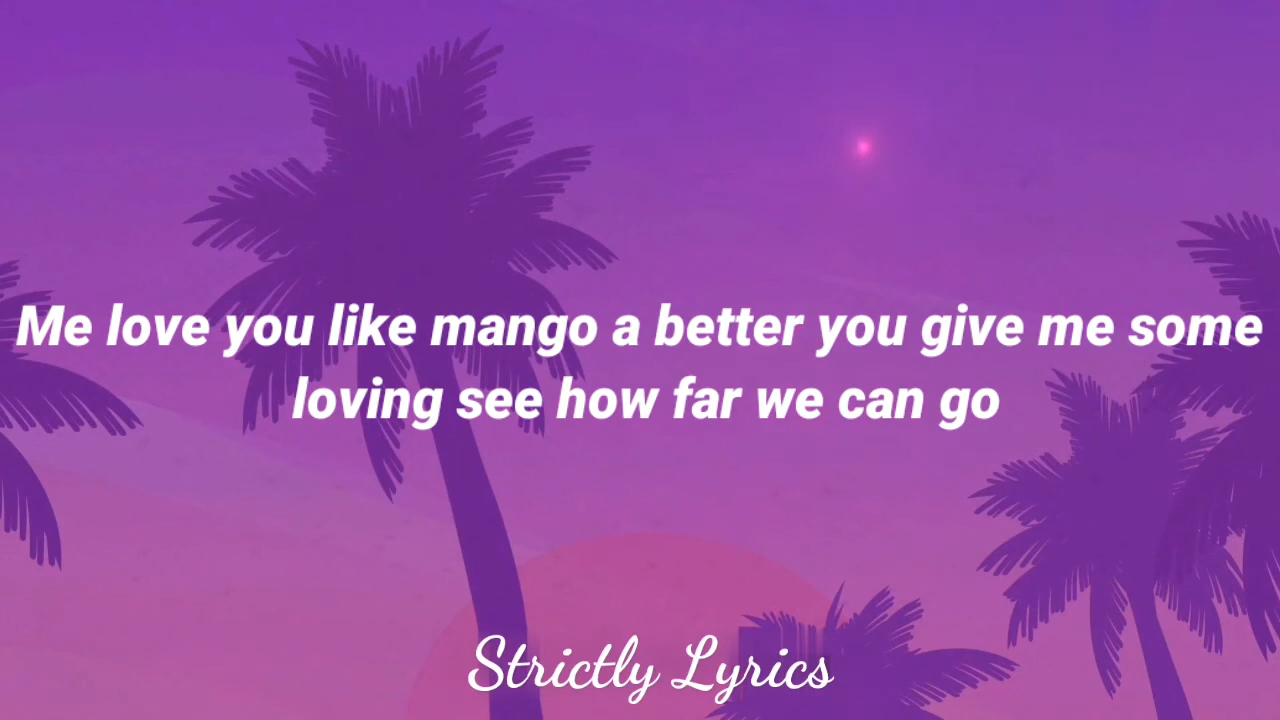 Me love you like mango a better you give me some
loving see how far we can go
Strictly Lyrics